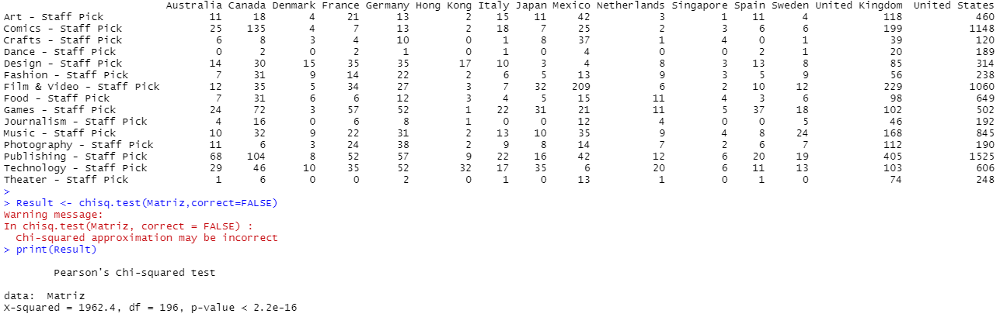 Australia Canada Denmark France Germany Hong Kong Italy Japan Mexico Netherlands Singapore Spain Sweden United Kingdom United States
Art - Staff Pick 11 18 4 21 13 2 15 11 42 3 1 11 4 118 460
Comics - Staff Pick 25 135 4 7 13 2 18 7 25 2 3 6 6 199 1148
Crafts - Staff Pick 6 8 3 4 10 0 1 8 37 1 4 0 1 39 120
Dance - Staff Pick 0 2 0 2 1 0 1 0 4 0 0 2 1 20 189
Design - Staff Pick 14 30 15 35 35 17 10 3 4 8 3 13 8 85 314
Fashion - Staff Pick 7 31 9 14 22 2 6 5 13 9 3 5 9 56 238
Film & Video - Staff Pick 12 35 5 34 27 3 7 32 209 6 2 10 12 229 1060
Food - Staff Pick 7 31 6 6 12 3 4 5 15 11 4 3 6 98 649
Games - Staff Pick 24 72 3 57 52 1 22 31 21 11 5 37 18 102 502
Journalism - Staff Pick 4 16 0 6 8 1 0 0 12 4 0 0 5 46 192
Music - Staff Pick 10 32 9 22 31 2 13 10 35 9 4 8 24 168 845
Photography - Staff Pick 11 6 3 24 38 2 9 8 14 7 2 6 7 112 190
Publishing - Staff Pick 68 104 8 52 57 9 22 16 42 12 6 20 19 405 1525
Technology - Staff Pick 29 46 10 35 52 32 17 35 6 20 6 11 13 103 606
Theater - Staff Pick 1 6 0 0 2 0 1 0 13 1 0 1 0 74 248
>
> Result <- chisq.test(Matriz,correct=FALSE)
Warning message:
In chisq.test(Matriz, correct = FALSE) :
Chi-squared approximation may be incorrect
> print(Result)
Pearson's Chi-squared test
data: Matriz
X-squared = 1962.4, df = 196, p-value < 2.2e-16